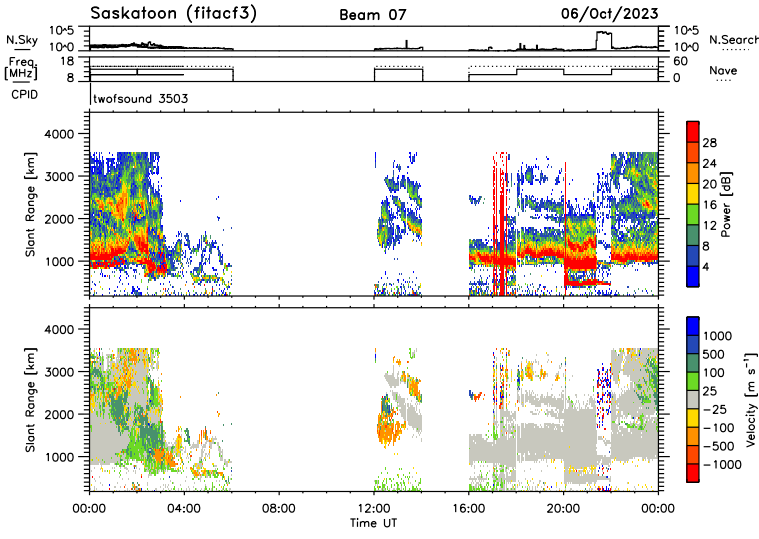 Saskatoon (fitacf3) Beam 07 06/Oct/2023
N.Sky 10^5 10^0 10^5 10^0 N.Search
Freq. [MHz] 18 8 60 0 Nave
CPID twofsound 3503
Slant Range [km] 4000 3000 2000 1000
Power [dB] 28 24 20 16 12 8 4
Slant Range [km] 4000 3000 2000 1000
Velocity [m s⁻¹] 1000 500 100 25 −25 −100 −500 −1000
00:00 04:00 08:00 12:00 16:00 20:00 00:00
Time UT